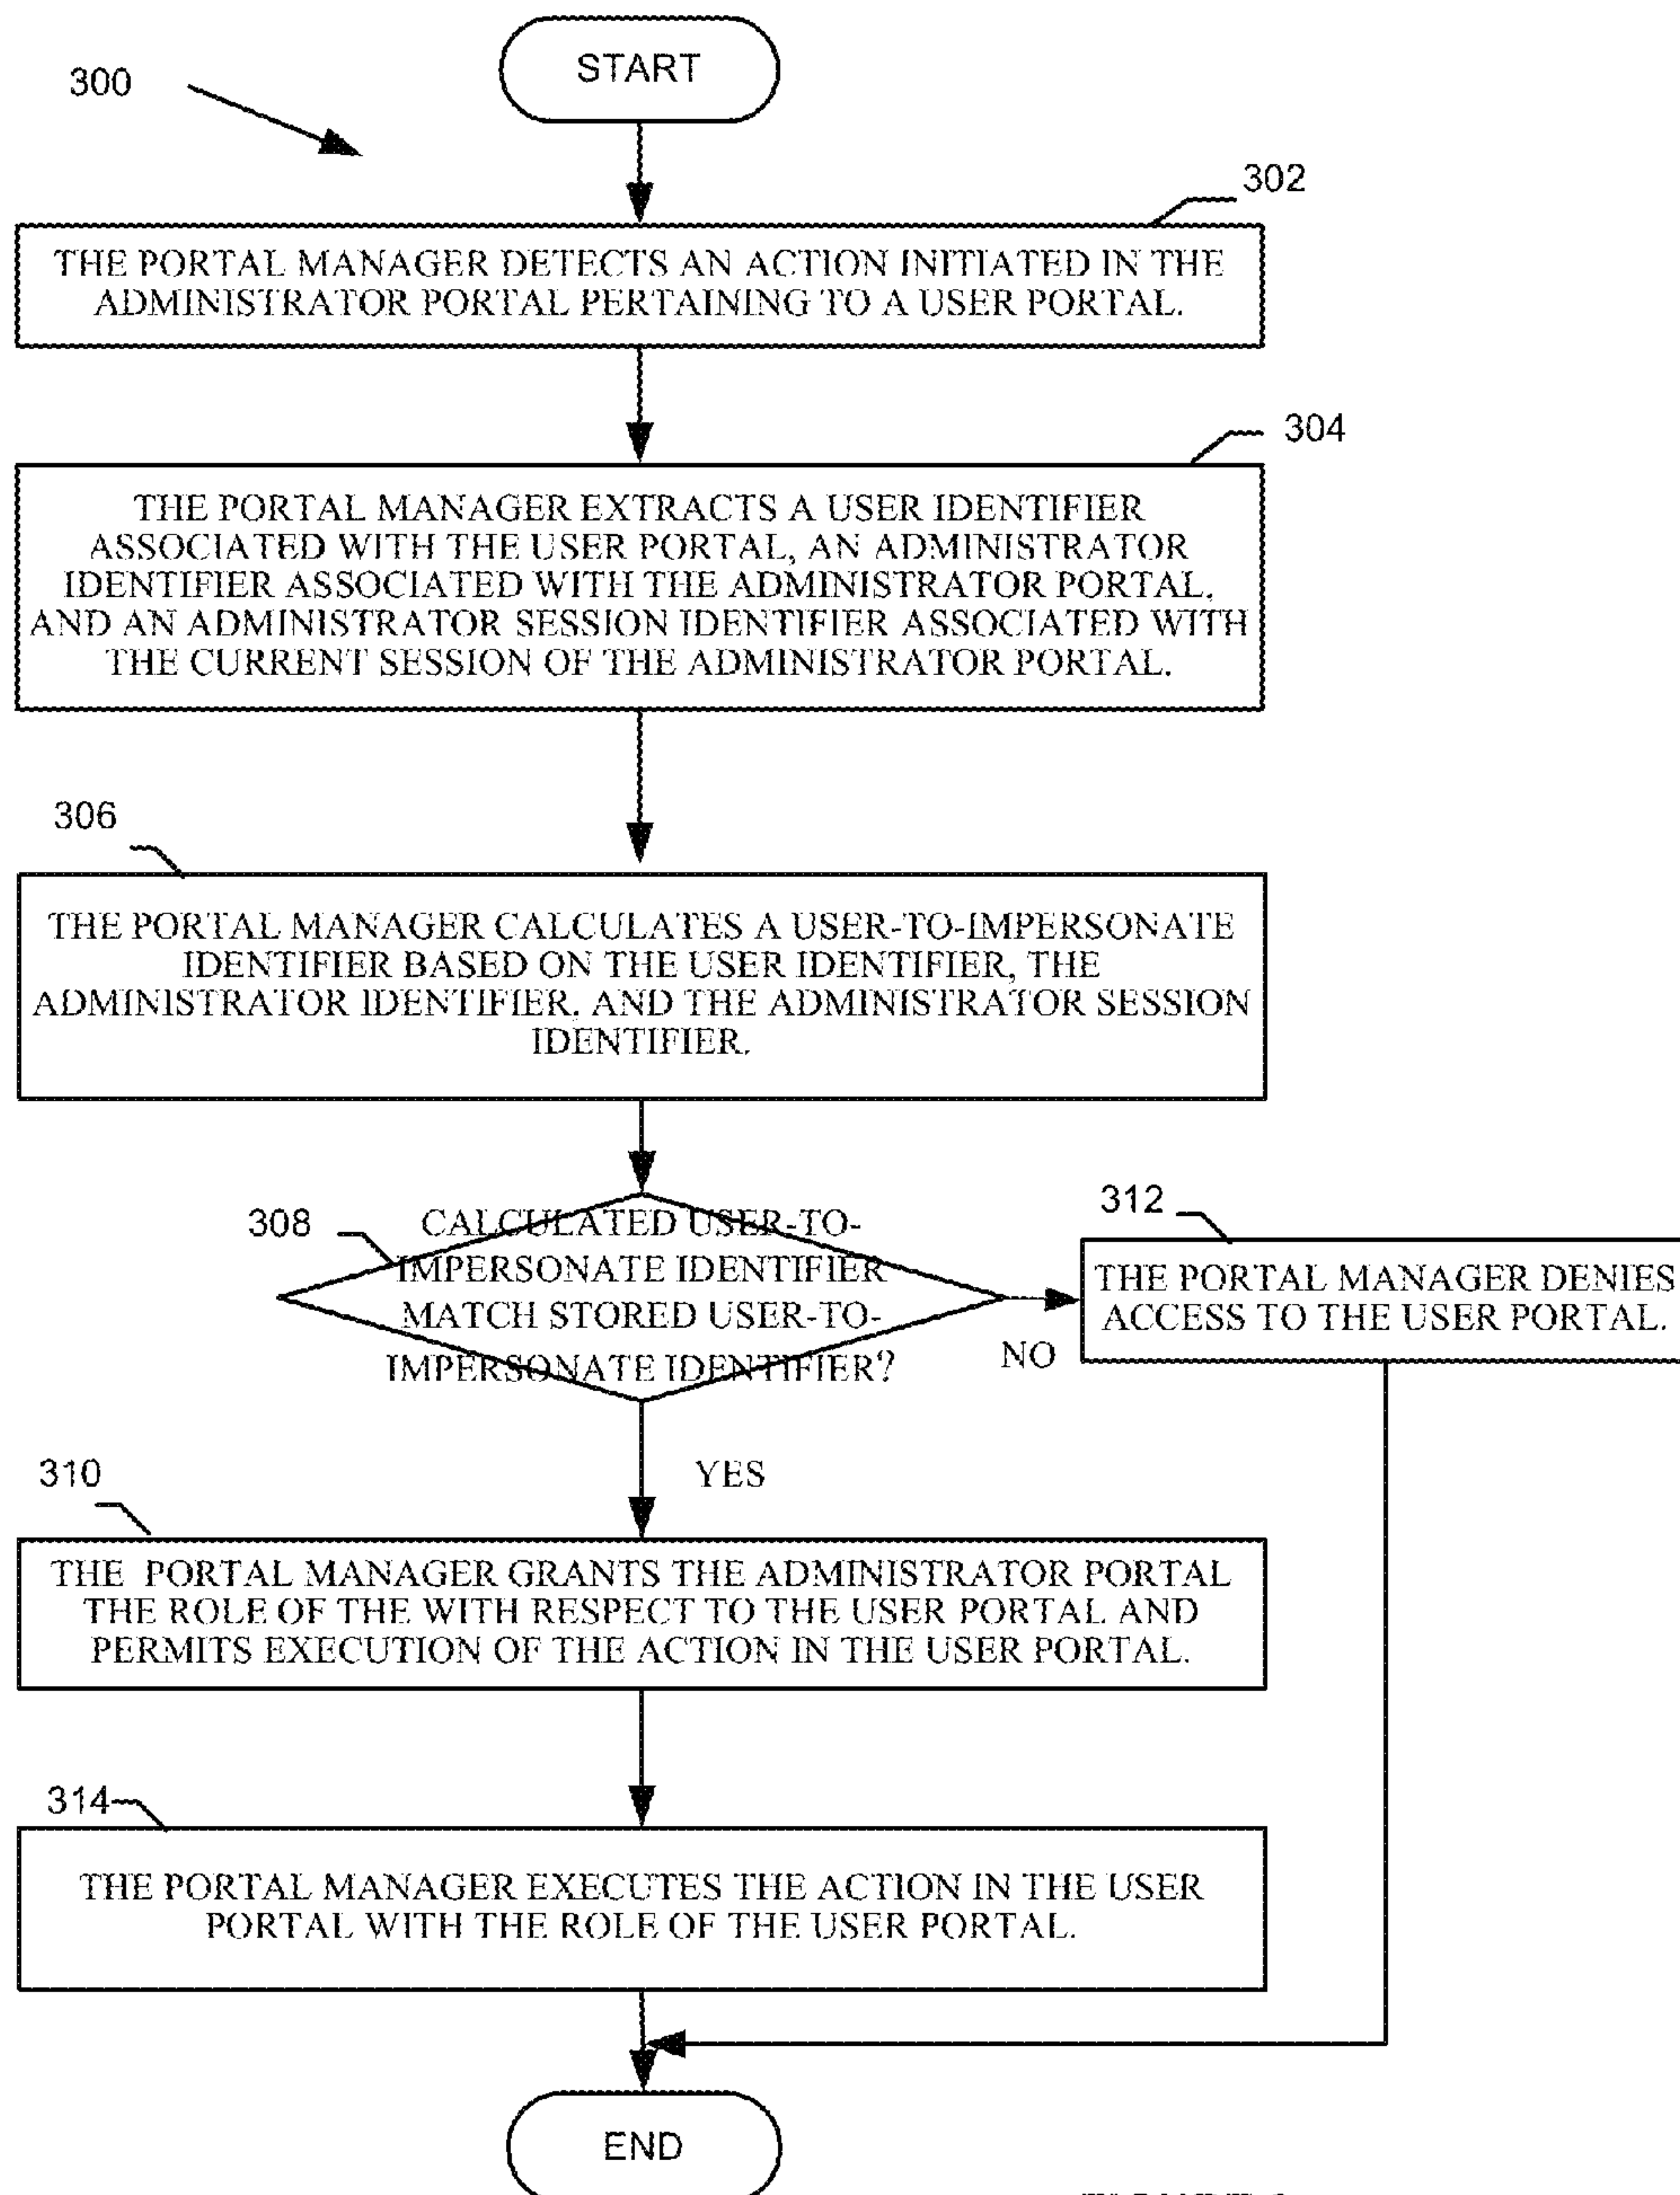 START
300
302
THE PORTAL MANAGER DETECTS AN ACTION INITIATED IN THE
ADMINISTRATOR PORTAL PERTAINING TO A USER PORTAL.
304
THE PORTAL MANAGER EXTRACTS A USER IDENTIFIER
ASSOCIATED WITH THE USER PORTAL, AN ADMINISTRATOR
IDENTIFIER ASSOCIATED WITH THE ADMINISTRATOR PORTAL,
AND AN ADMINISTRATOR SESSION IDENTIFIER ASSOCIATED WITH
THE CURRENT SESSION OF THE ADMINISTRATOR PORTAL.
306
THE PORTAL MANAGER CALCULATES A USER-TO-IMPERSONATE
IDENTIFIER BASED ON THE USER IDENTIFIER, THE
ADMINISTRATOR IDENTIFIER, AND THE ADMINISTRATOR SESSION
IDENTIFIER.
308
CALCULATED USER-TO-
IMPERSONATE IDENTIFIER
MATCH STORED USER-TO-
IMPERSONATE IDENTIFIER?
NO
312
THE PORTAL MANAGER DENIES
ACCESS TO THE USER PORTAL.
YES
310
THE PORTAL MANAGER GRANTS THE ADMINISTRATOR PORTAL
THE ROLE OF THE WITH RESPECT TO THE USER PORTAL AND
PERMITS EXECUTION OF THE ACTION IN THE USER PORTAL.
314
THE PORTAL MANAGER EXECUTES THE ACTION IN THE USER
PORTAL WITH THE ROLE OF THE USER PORTAL.
END